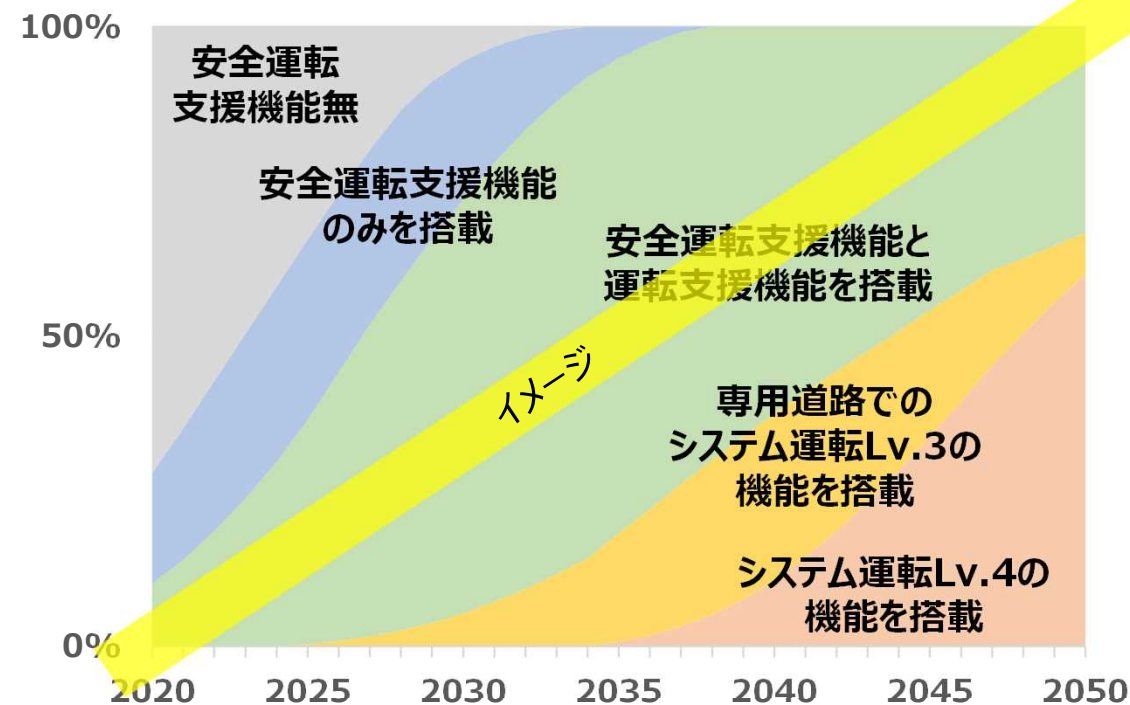 100%
安全運転
支援機能無
安全運転支援機能
のみを搭載
安全運転支援機能と
運転支援機能を搭載
50%
イメージ
専用道路での
システム運転Lv.3の
機能を搭載
システム運転Lv.4の
機能を搭載
0%
2020 2025 2030 2035 2040 2045 2050